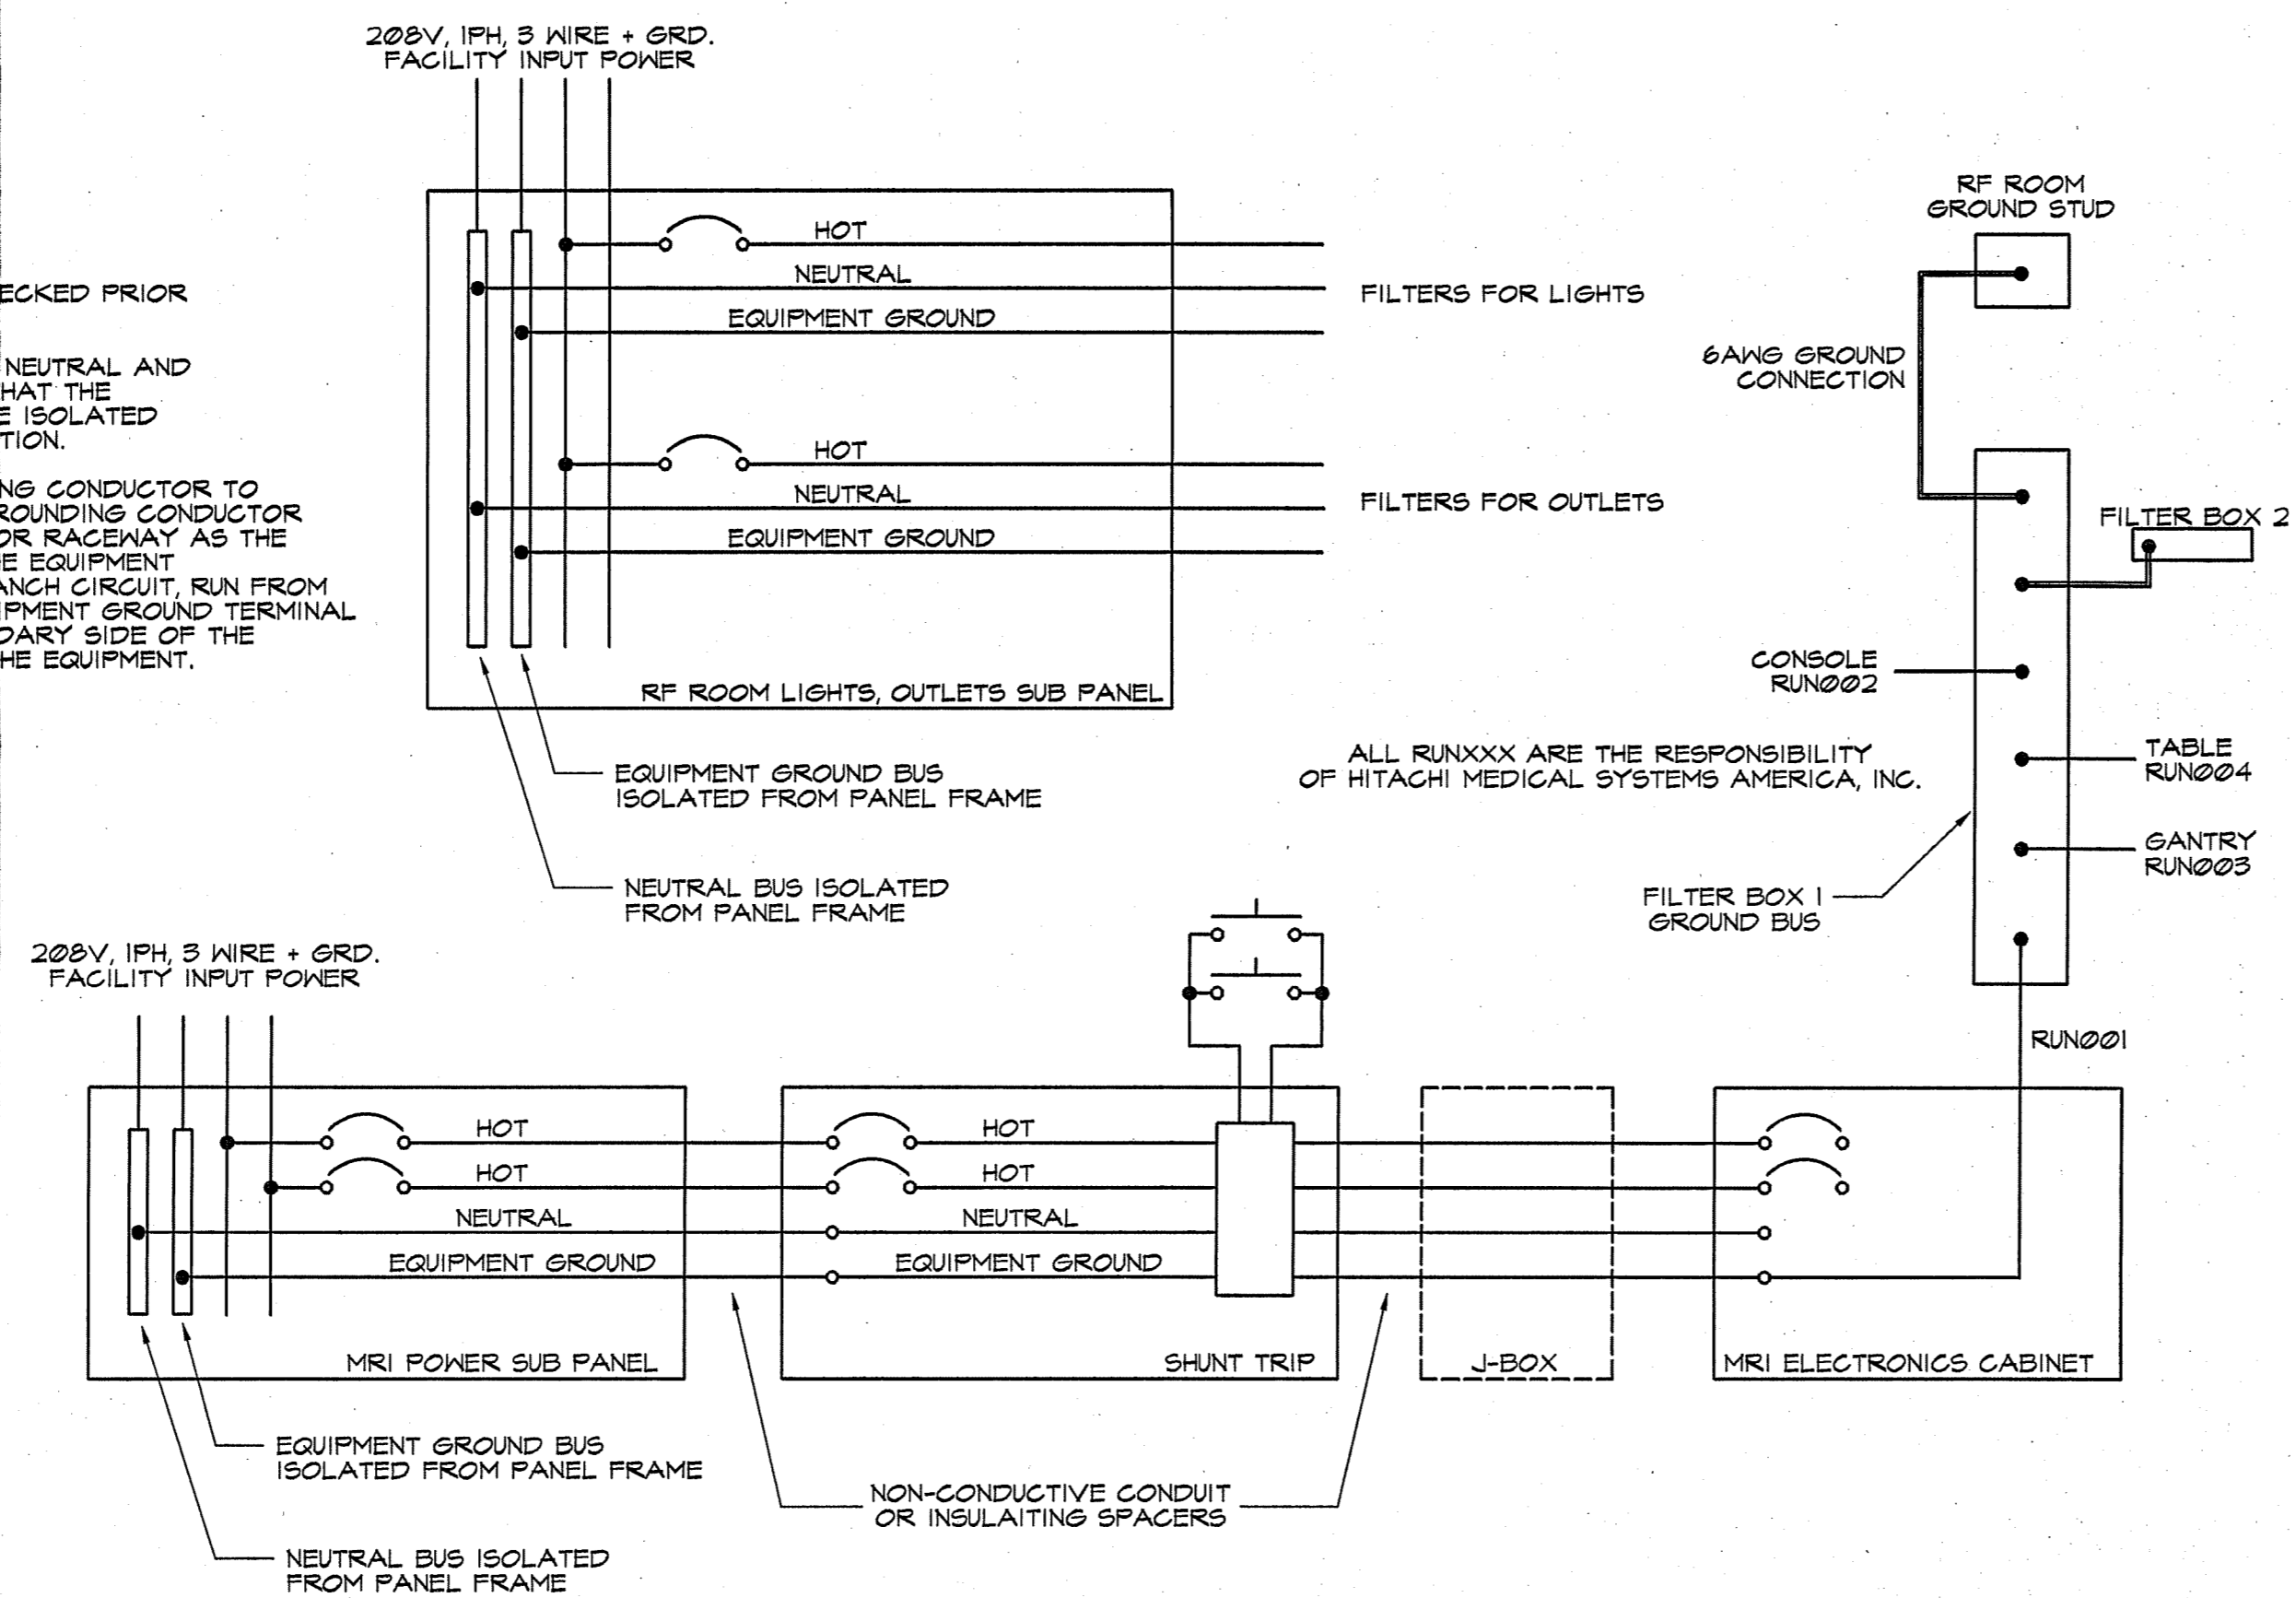 208V, 1PH, 3 WIRE + GRD.
FACILITY INPUT POWER
ECKED PRIOR
NEUTRAL AND
HAT THE
E ISOLATED
TION.
NG CONDUCTOR TO
ROUNDING CONDUCTOR
OR RACEWAY AS THE
E EQUIPMENT
ANCH CIRCUIT, RUN FROM
IPMENT GROUND TERMINAL
DARY SIDE OF THE
HE EQUIPMENT.
HOT
NEUTRAL
EQUIPMENT GROUND
FILTERS FOR LIGHTS
HOT
NEUTRAL
EQUIPMENT GROUND
FILTERS FOR OUTLETS
RF ROOM LIGHTS, OUTLETS SUB PANEL
EQUIPMENT GROUND BUS
ISOLATED FROM PANEL FRAME
NEUTRAL BUS ISOLATED
FROM PANEL FRAME
RF ROOM
GROUND STUD
6AWG GROUND
CONNECTION
FILTER BOX 2
CONSOLE
RUN002
TABLE
RUN004
ALL RUNXXX ARE THE RESPONSIBILITY
OF HITACHI MEDICAL SYSTEMS AMERICA, INC.
GANTRY
RUN003
FILTER BOX 1
GROUND BUS
RUN001
208V, 1PH, 3 WIRE + GRD.
FACILITY INPUT POWER
HOT
HOT
NEUTRAL
EQUIPMENT GROUND
MRI POWER SUB PANEL
HOT
HOT
NEUTRAL
EQUIPMENT GROUND
SHUNT TRIP
J-BOX
MRI ELECTRONICS CABINET
EQUIPMENT GROUND BUS
ISOLATED FROM PANEL FRAME
NON-CONDUCTIVE CONDUIT
OR INSULAITING SPACERS
NEUTRAL BUS ISOLATED
FROM PANEL FRAME